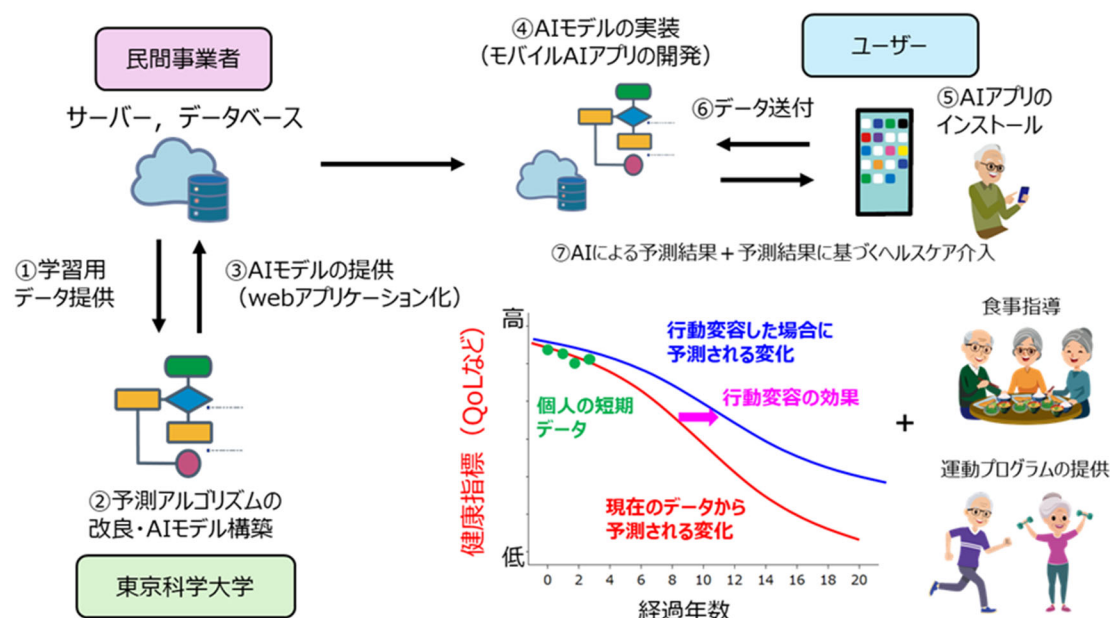 民間事業者
サーバー，データベース
①学習用
データ提供
③AIモデルの提供
（webアプリケーション化）
②予測アルゴリズムの
改良・AIモデル構築
東京科学大学
④AIモデルの実装
（モバイルAIアプリの開発）
ユーザー
⑥データ送付
⑤AIアプリの
インストール
⑦AIによる予測結果＋予測結果に基づくヘルスケア介入
健康指標（QoLなど）
高
低
行動変容した場合に
予測される変化
行動変容の効果
個人の短期
データ
現在のデータから
予測される変化
0 2 4 6 8 10 12 14 16 18 20
経過年数
+
食事指導
運動プログラムの提供